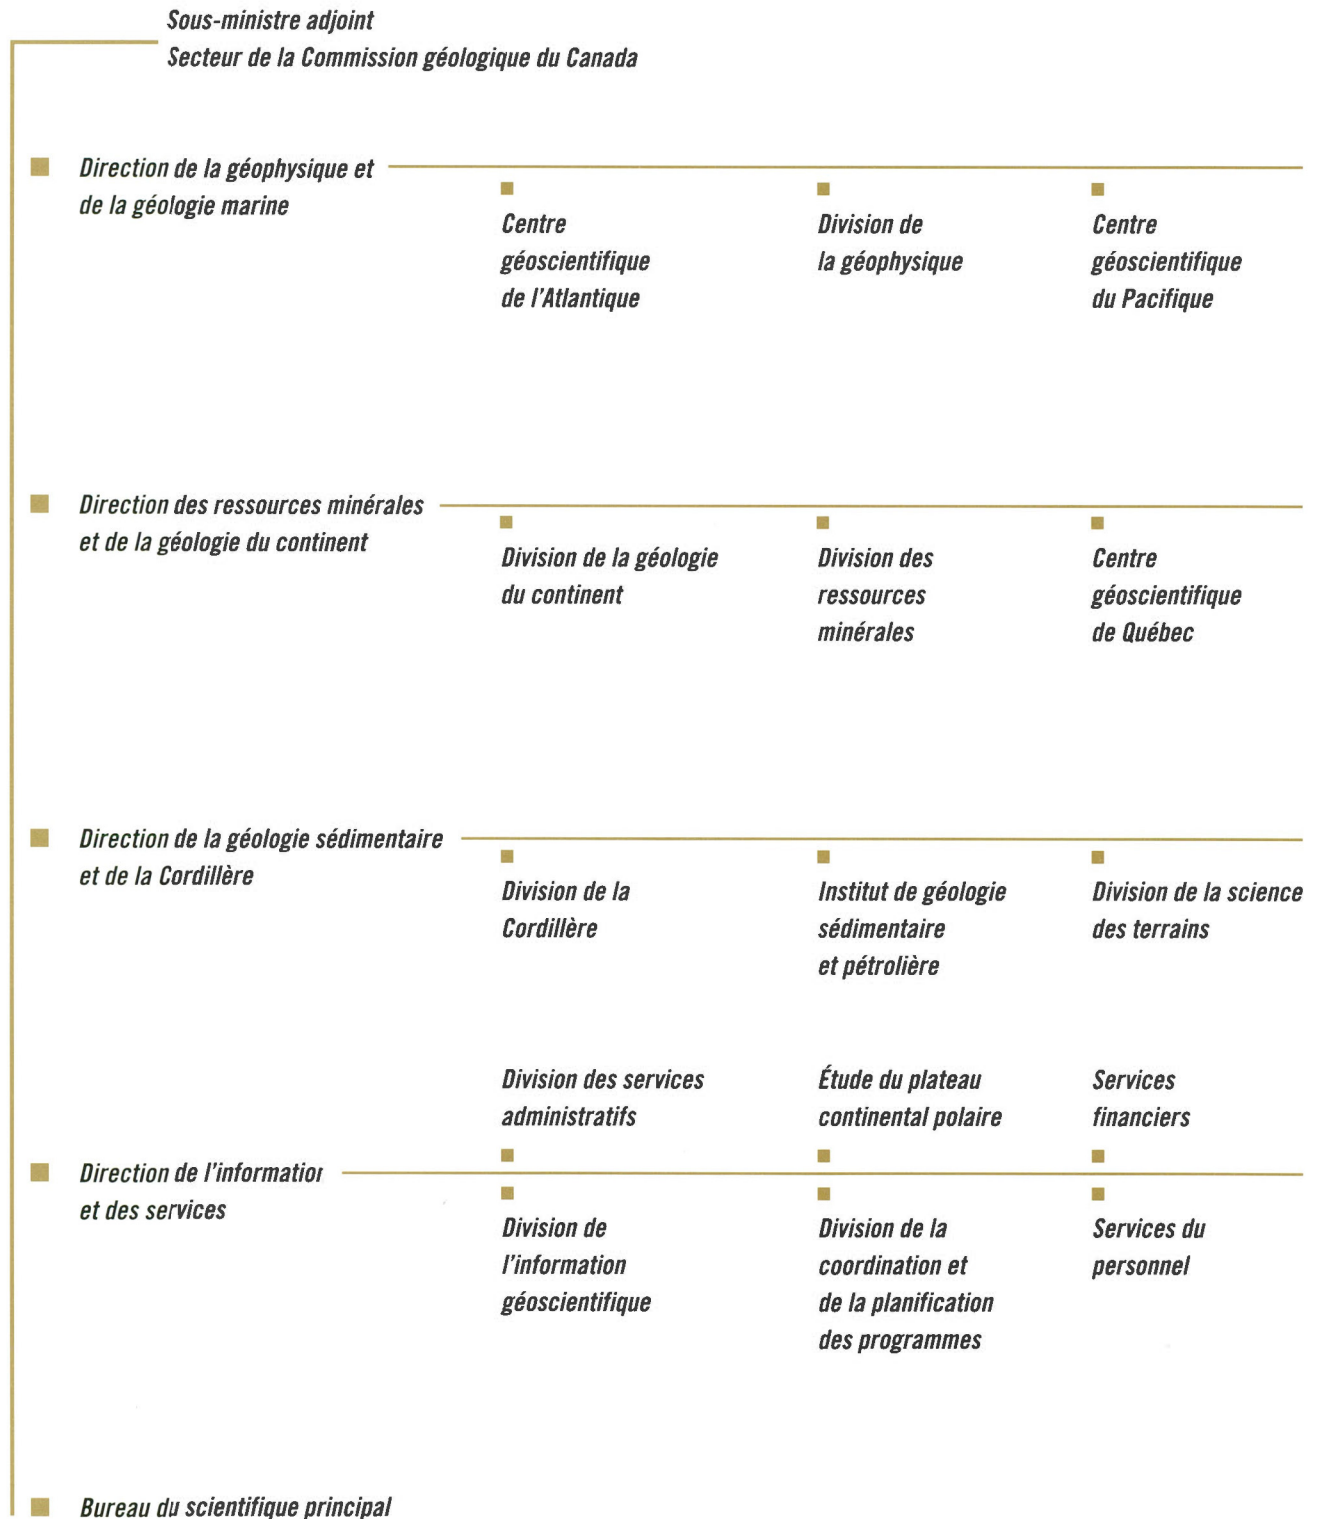 Sous-ministre adjoint
Secteur de la Commission géologique du Canada
Direction de la géophysique et
de la géologie marine
Centre
géoscientifique
de l'Atlantique
Division de
la géophysique
Centre
géoscientifique
du Pacifique
Direction des ressources minérales
et de la géologie du continent
Division de la géologie
du continent
Division des
ressources
minérales
Centre
géoscientifique
de Québec
Direction de la géologie sédimentaire
et de la Cordillère
Division de la
Cordillère
Institut de géologie
sédimentaire
et pétrolière
Division de la science
des terrains
Division des services
administratifs
Étude du plateau
continental polaire
Services
financiers
Direction de l'information
et des services
Division de
l'information
géoscientifique
Division de la
coordination et
de la planification
des programmes
Services du
personnel
Bureau du scientifique principal